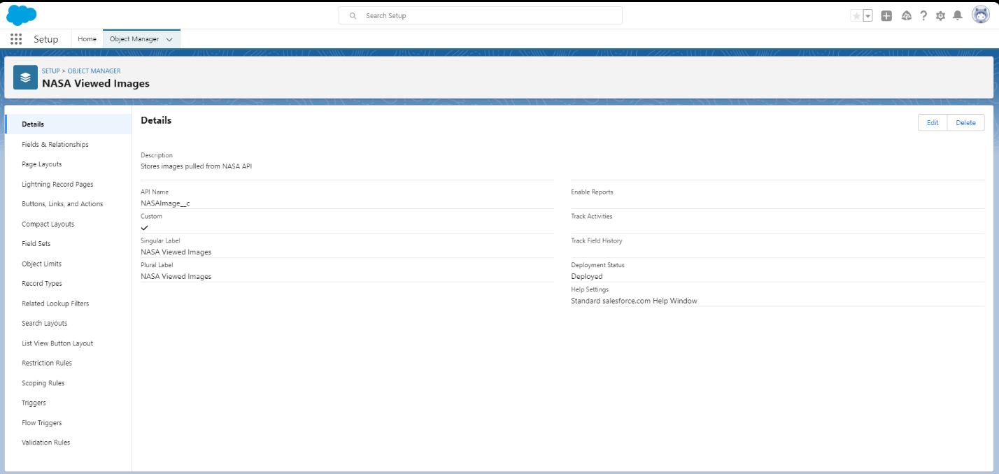 Search Setup
Setup
Home
Object Manager
SETUP > OBJECT MANAGER
NASA Viewed Images
Details
Fields & Relationships
Page Layouts
Lightning Record Pages
Buttons, Links, and Actions
Compact Layouts
Field Sets
Object Limits
Record Types
Related Lookup Filters
Search Layouts
List View Button Layout
Restriction Rules
Scoping Rules
Triggers
Flow Triggers
Validation Rules
Details
Edit
Delete
Description
Stores images pulled from NASA API
API Name
NASAImage__c
Custom
Singular Label
NASA Viewed Images
Plural Label
NASA Viewed Images
Enable Reports
Track Activities
Track Field History
Deployment Status
Deployed
Help Settings
Standard salesforce.com Help Window